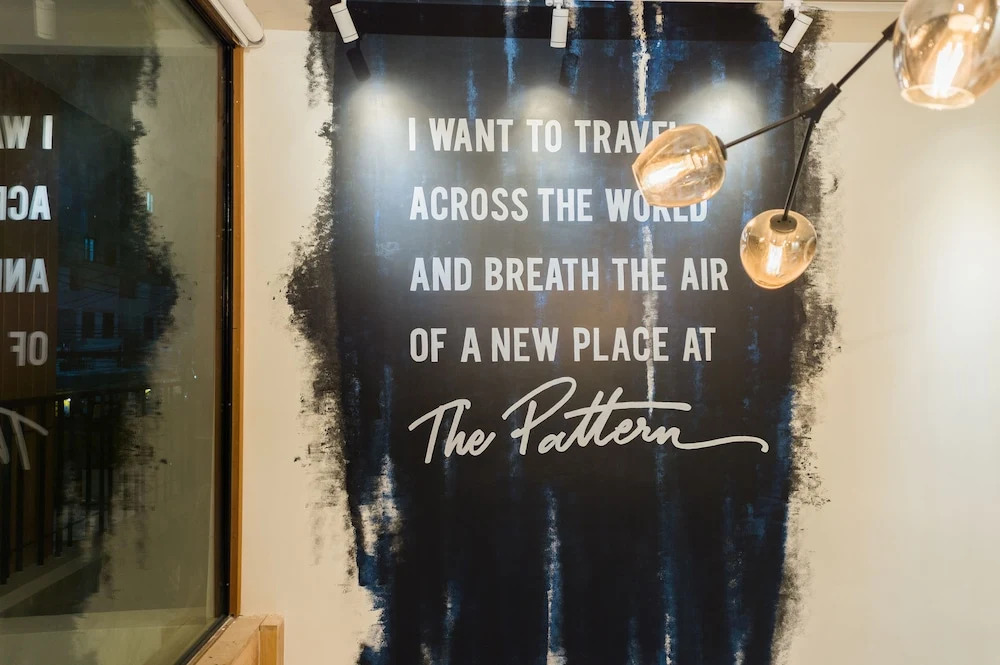 I WANT TO TRAVEL
ACROSS THE WORLD
AND BREATH THE AIR
OF A NEW PLACE AT
The Pattern